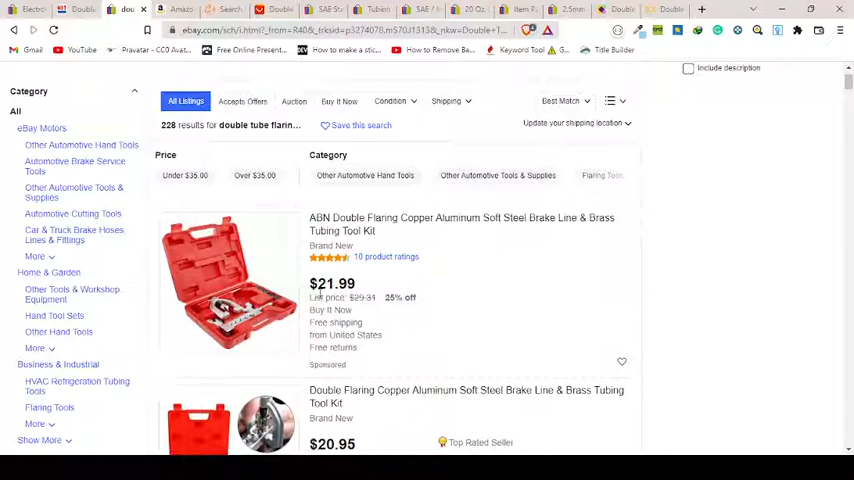 Electro
Double
dou
Amazo
Search
Doubl
SAE Sta
Tubing
SAE / I
20 Oz.
Item P
2.5mm
Double
Double
ebay.com/sch/i.html?_from=R40&_trksid=p3274078.m570.l1313&_nkw=Double+T...
Gmail
YouTube
Pravatar - CC0 Avat...
Free Online Present...
How to make a stic...
How to Remove Ba...
Keyword Tool
Title Builder
Include description
Category
All
eBay Motors
Other Automotive Hand Tools
Automotive Brake Service
Tools
Other Automotive Tools &
Supplies
Automotive Cutting Tools
Car & Truck Brake Hoses,
Lines & Fittings
More
Home & Garden
Other Tools & Workshop
Equipment
Hand Tool Sets
Other Hand Tools
More
Business & Industrial
HVAC Refrigeration Tubing
Tools
Flaring Tools
More
Show More
All Listings Accepts Offers Auction Buy It Now Condition Shipping Best Match
228 results for double tube flarin... Save this search Update your shipping location
Price Category
Under $35.00 Over $35.00 Other Automotive Hand Tools Other Automotive Tools & Supplies Flaring Tools
ABN Double Flaring Copper Aluminum Soft Steel Brake Line & Brass
Tubing Tool Kit
Brand New
10 product ratings
$21.99
List price: $29.31 25% off
Buy It Now
Free shipping
from United States
Free returns
Sponsored
Double Flaring Copper Aluminum Soft Steel Brake Line & Brass Tubing
Tool Kit
Brand New
$20.95 Top Rated Seller